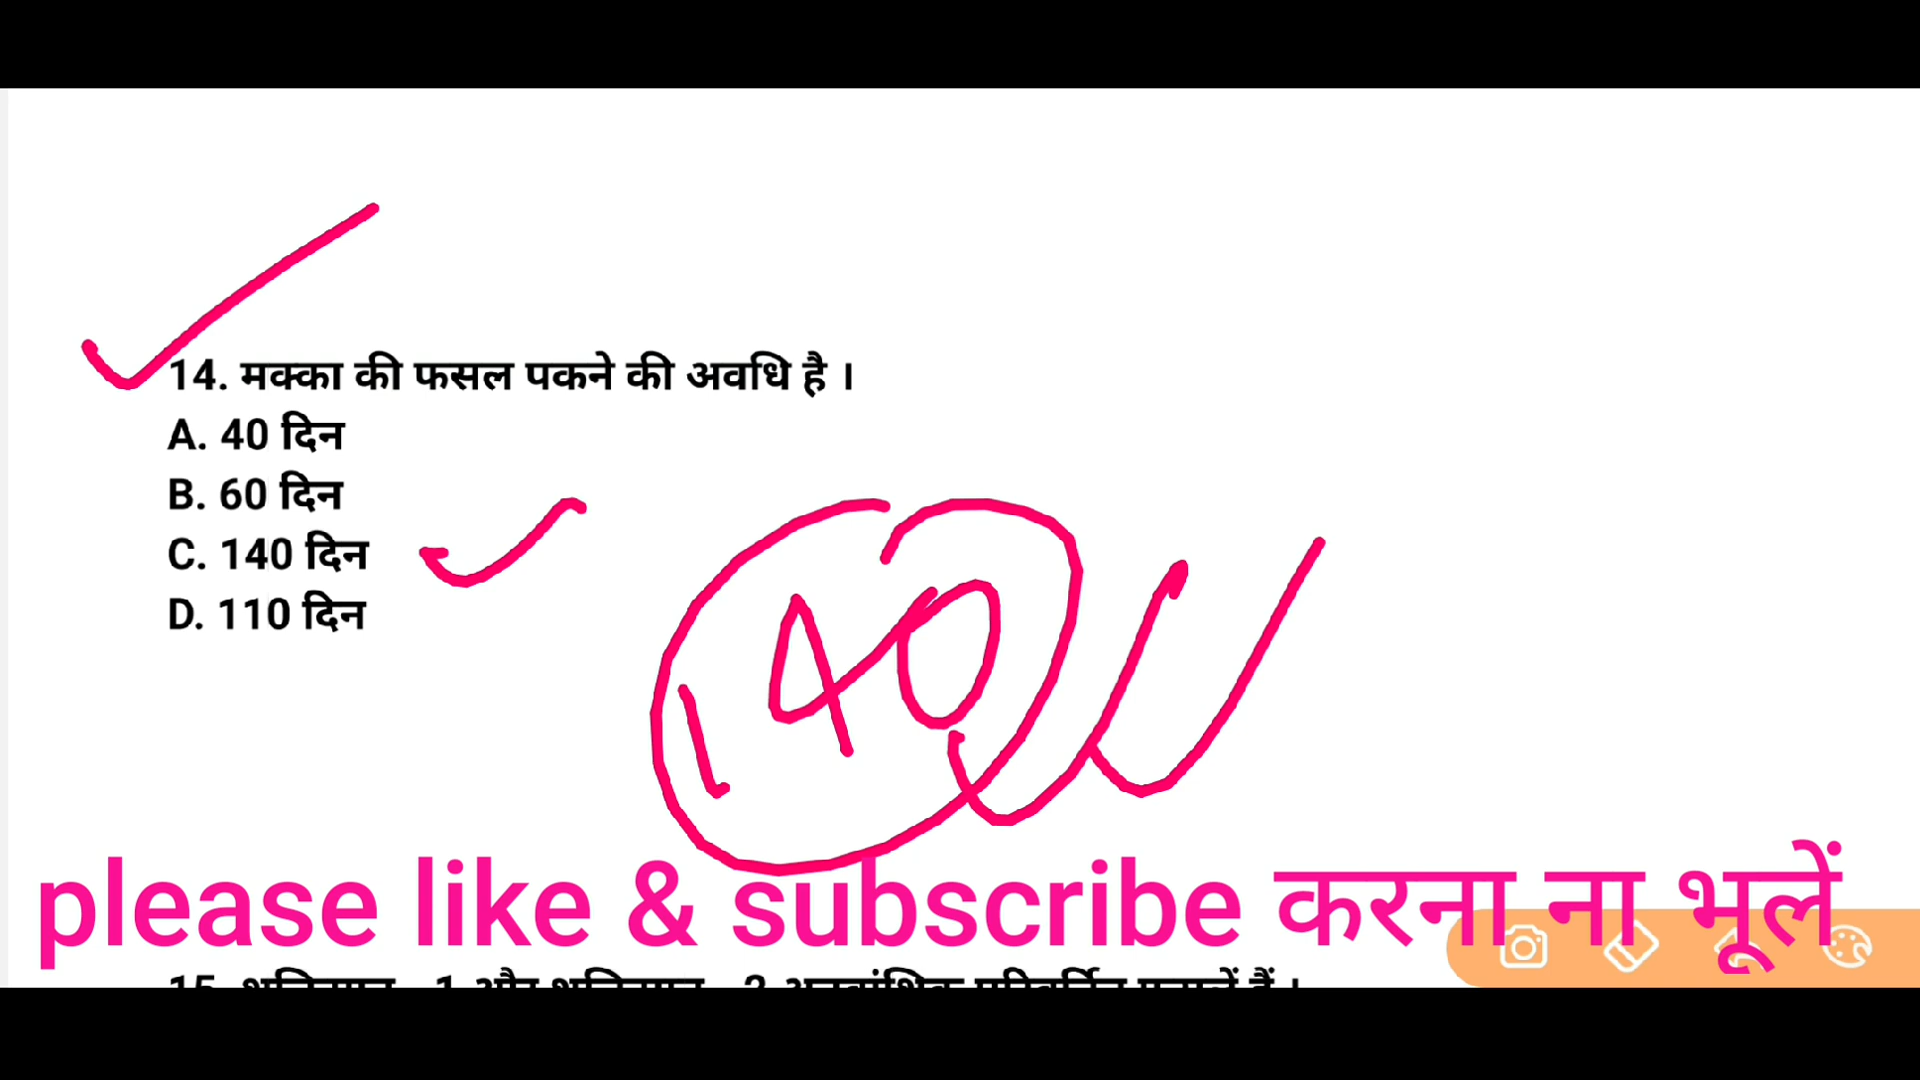 14. मक्का की फसल पकने की अवधि है ।
A. 40 दिन
B. 60 दिन
C. 140 दिन
D. 110 दिन
140
please like & subscribe करना ना भूलें